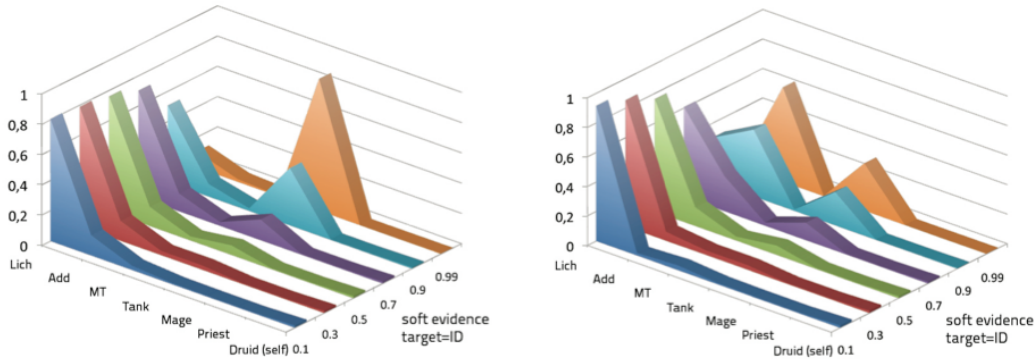 1
0,8
0,6
0,4
0,2
0
Lich
Add
MT
Tank
Mage
Priest
Druid (self)
0.1
0.3
0.5
0.7
0.9
0.99
soft evidence
target=ID
1
0,8
0,6
0,4
0,2
0
Lich
Add
MT
Tank
Mage
Priest
Druid (self)
0.1
0.3
0.5
0.7
0.9
0.99
soft evidence
target=ID